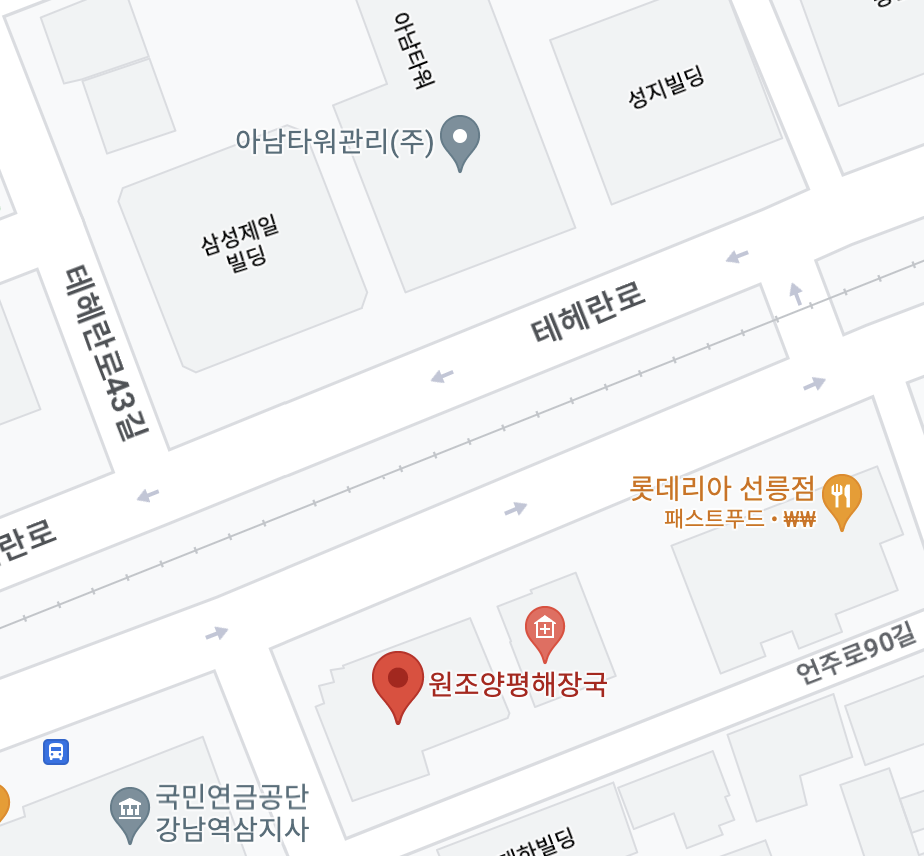 아남타워
성지빌딩
아남타워관리(주)
삼성제일
빌딩
테헤란로43길
테헤란로
롯데리아 선릉점
패스트푸드 • ₩₩
란로
언주로90길
원조양평해장국
국민연금공단
강남역삼지사